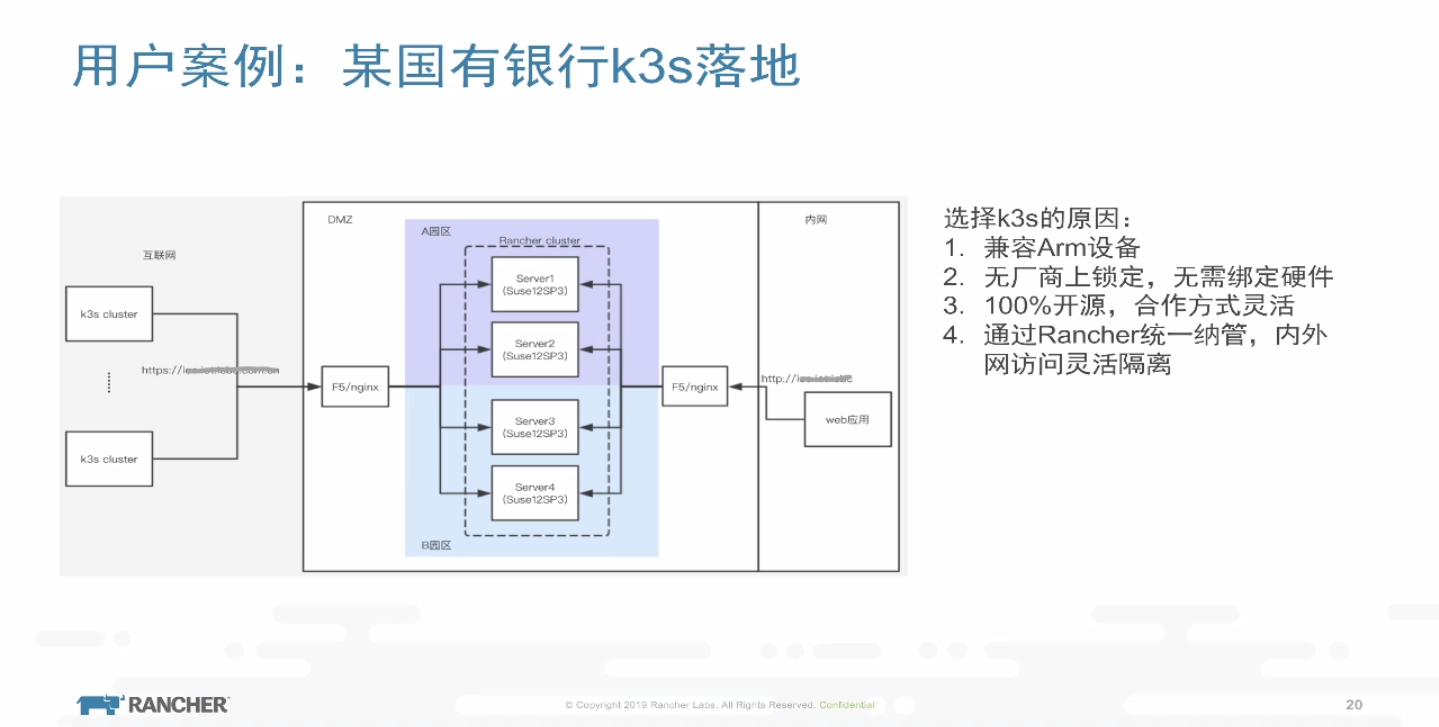 用户案例：某国有银行k3s落地
互联网
k3s cluster
https://
k3s cluster
DMZ
F5/nginx
A园区
Rancher cluster
Server1
(Suse12SP3)
Server2
(Suse12SP3)
Server3
(Suse12SP3)
Server4
(Suse12SP3)
B园区
F5/nginx
内网
http://
web应用
选择k3s的原因：
1. 兼容Arm设备
2. 无厂商上锁定，无需绑定硬件
3. 100%开源，合作方式灵活
4. 通过Rancher统一纳管，内外
网访问灵活隔离
RANCHER
© Copyright 2019 Rancher Labs. All Rights Reserved. Confidential
20